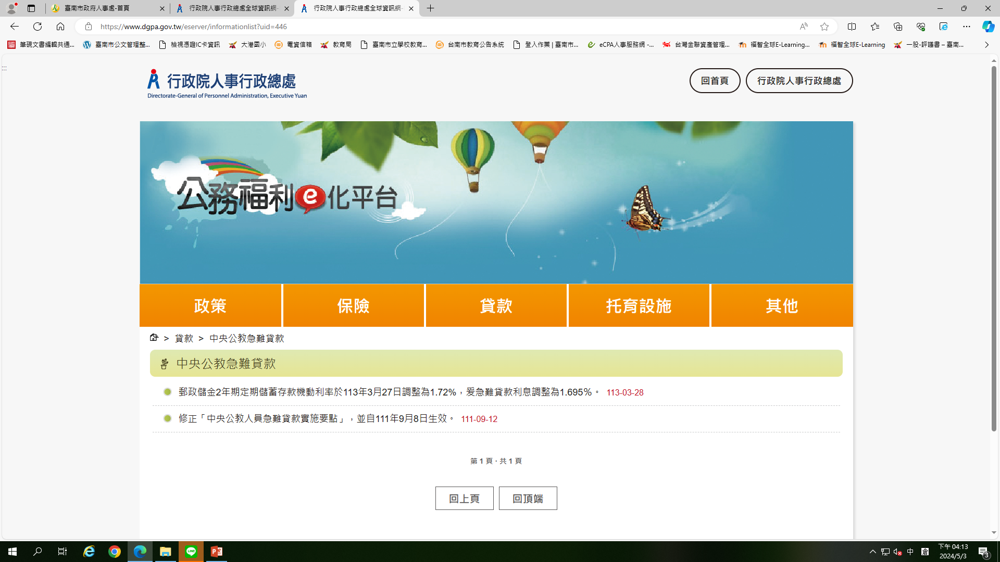 臺南市政府人事處-首頁
行政院人事行政總處全球資訊網-
行政院人事行政總處全球資訊網-
https://www.dgpa.gov.tw/eserver/informationlist?uid=446
筆硯文書編輯共通...
臺南市公文管理整...
檢視憑證IC卡資訊
大港國小
電資信箱
教育局
臺南市立學校教育...
台南市教育公告系統
登入作業 | 臺南市...
eCPA人事服務網 -...
台灣金聯資產管理...
福智全球E-Learning...
福智全球E-Learning
一股-評議書 – 臺南...
:::
行政院人事行政總處
Directorate-General of Personnel Administration, Executive Yuan
回首頁
行政院人事行政總處
公務福利e化平台
政策
保險
貸款
托育設施
其他
> 貸款 > 中央公教急難貸款
中央公教急難貸款
郵政儲金2年期定期儲蓄存款機動利率於113年3月27日調整為1.72%，爰急難貸款利息調整為1.695%。 113-03-28
修正「中央公教人員急難貸款實施要點」，並自111年9月8日生效。 111-09-12
第 1 頁，共 1 頁
回上頁
回頂端
LINE
中
倉
下午 04:13
2024/5/3
3